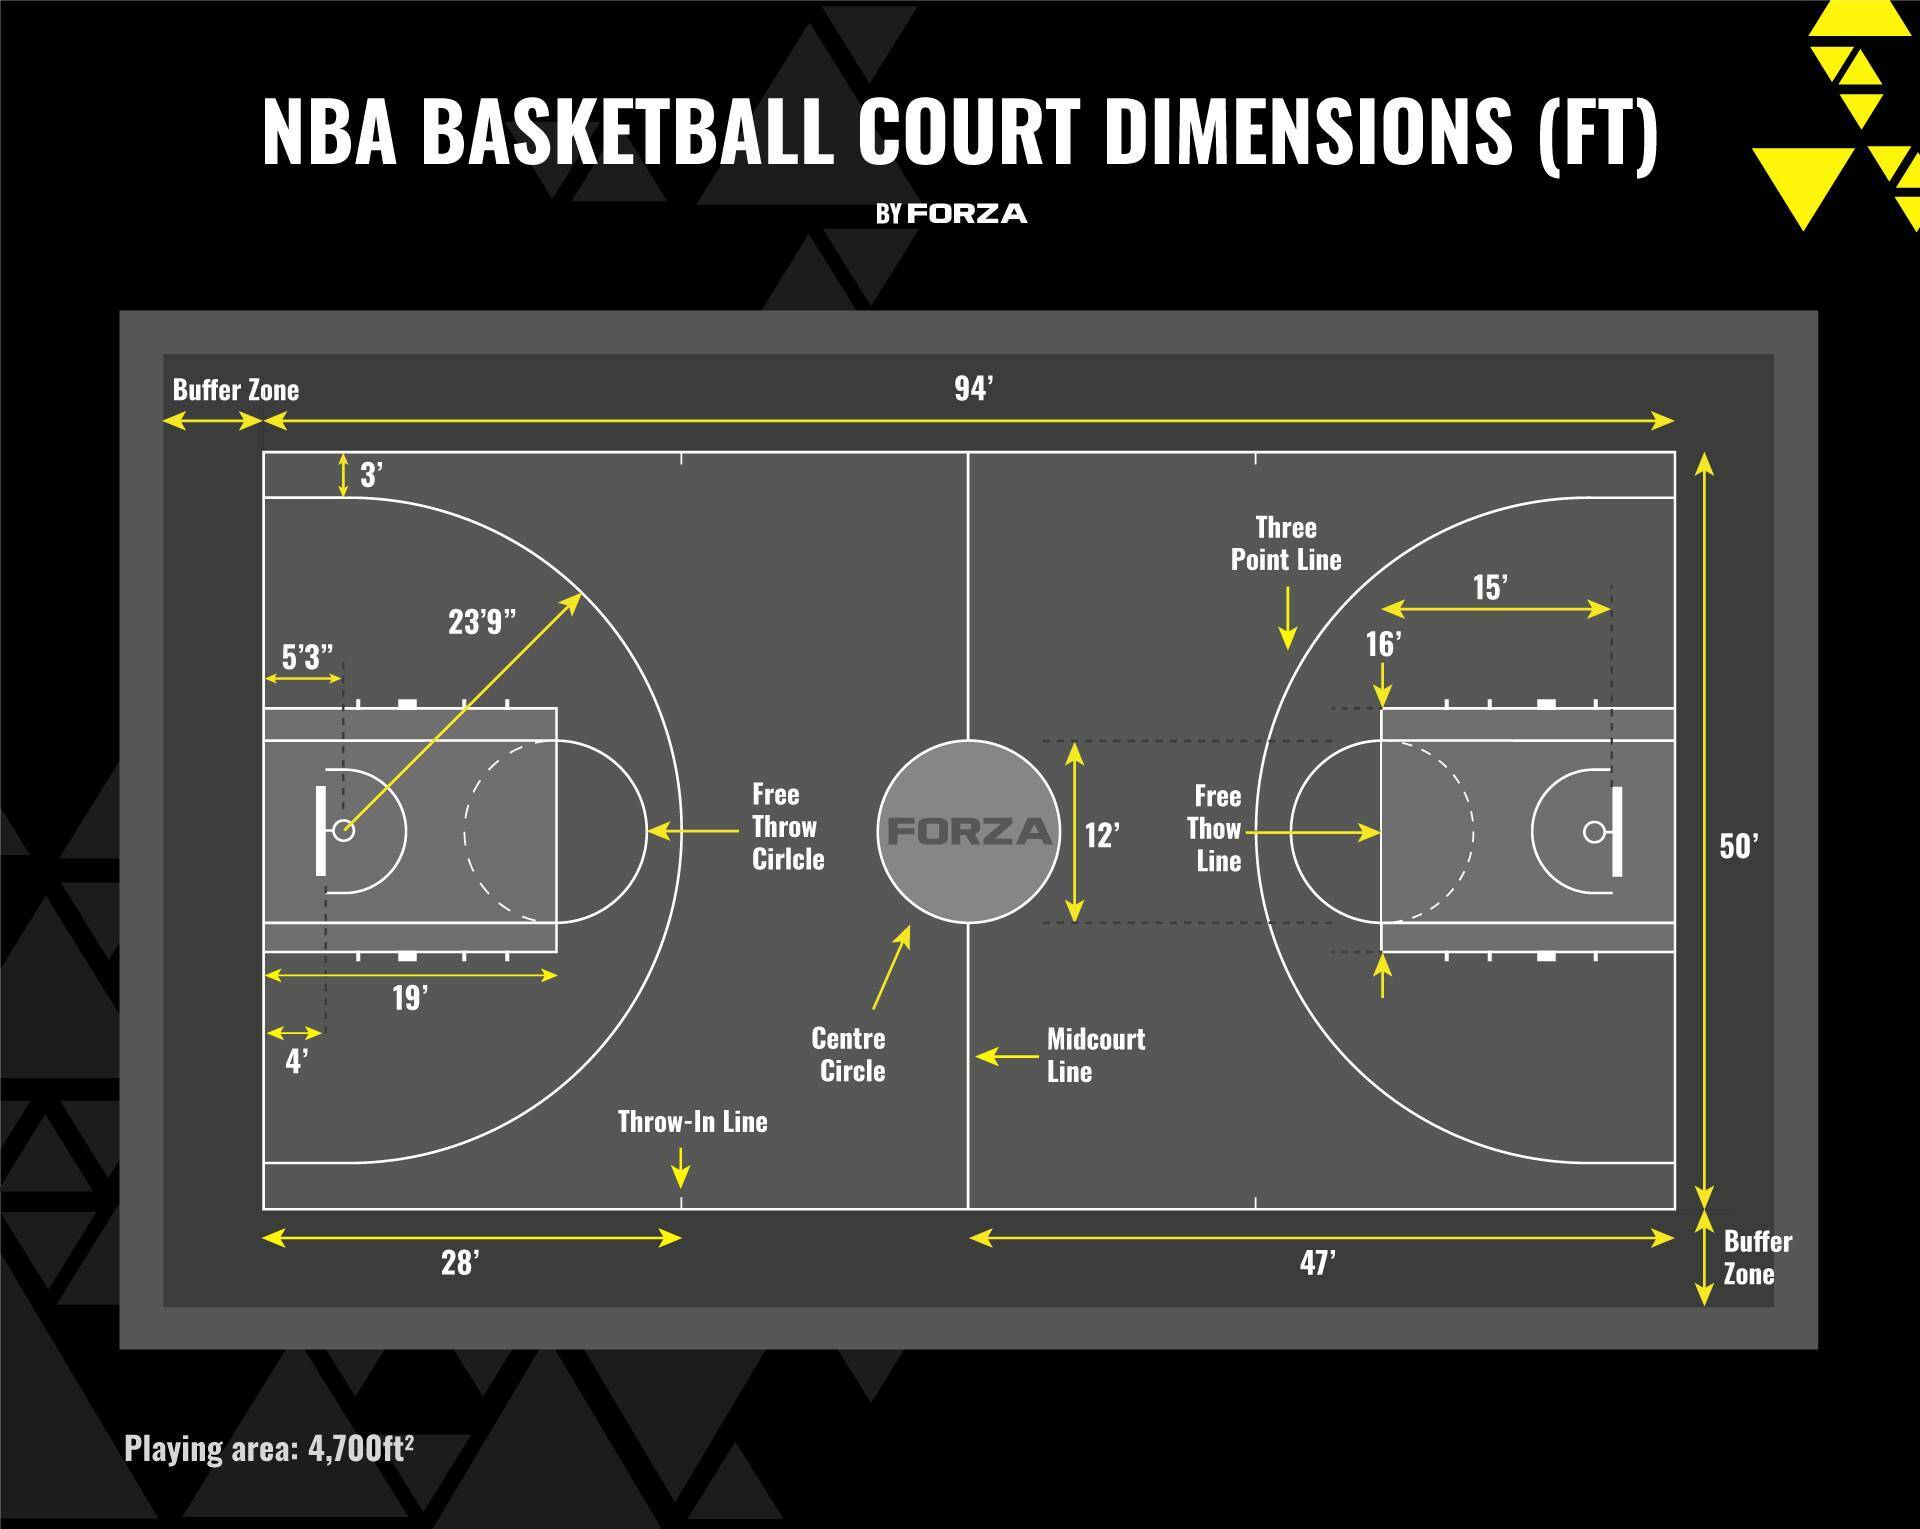 NBA BASKETBALL COURT DIMENSIONS (FT)
BY FORZA
Buffer Zone
94’
3’
Three
Point Line
15’
23’9”
16’
5’3”
Free
Throw
Cirlcle
FORZA
12’
Free
Thow
Line
50’
19’
4’
Centre
Circle
Midcourt
Line
Throw-In Line
28’
47’
Buffer
Zone
Playing area: 4,700ft²